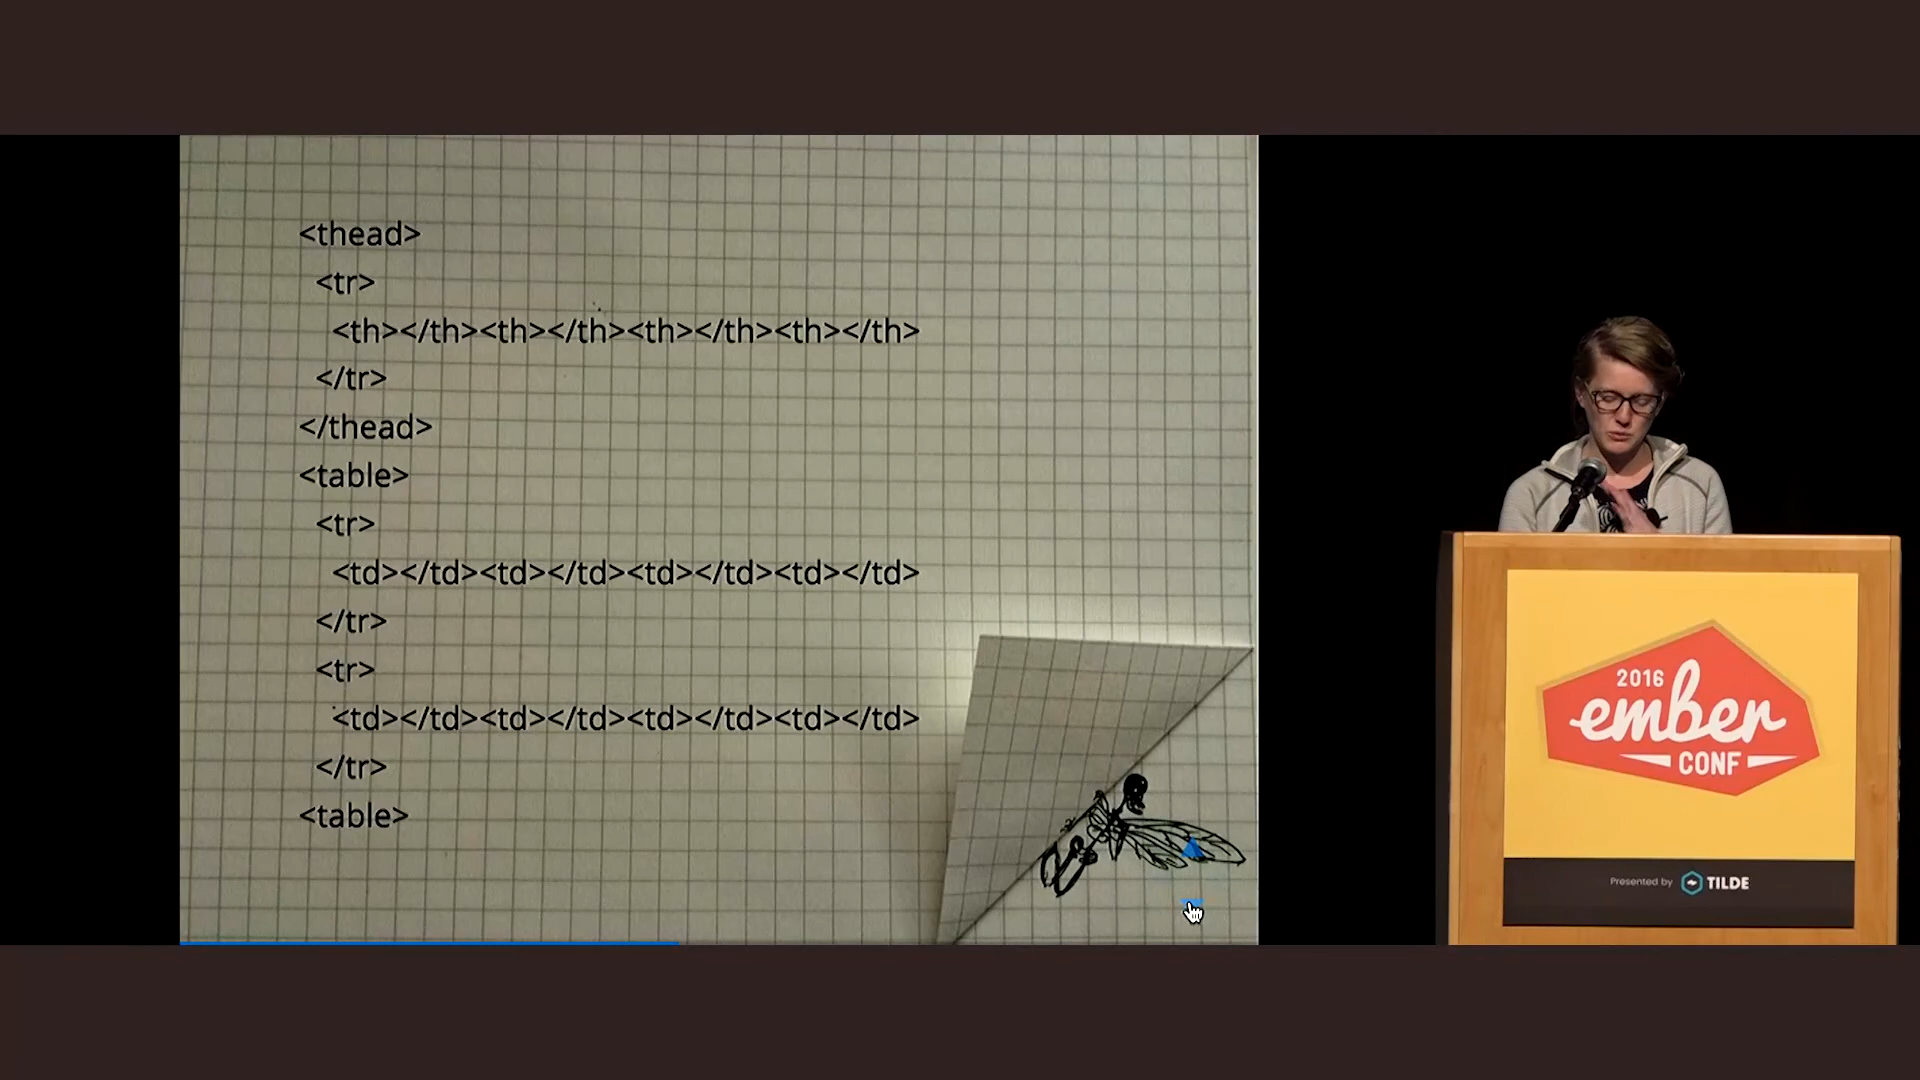 <thead>
<tr>
<th></th><th></th><th></th><th></th>
</tr>
</thead>
<table>
<tr>
<td></td><td></td><td></td><td></td>
</tr>
<tr>
<td></td><td></td><td></td><td></td>
</tr>
<table>
2016
ember
CONF
Presented by TILDE